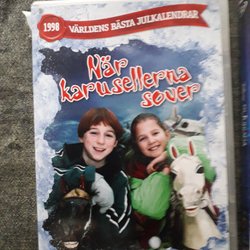 1998 VÄRLDENS BÄSTA JULKALENDRAR
När
karusellerna
sover